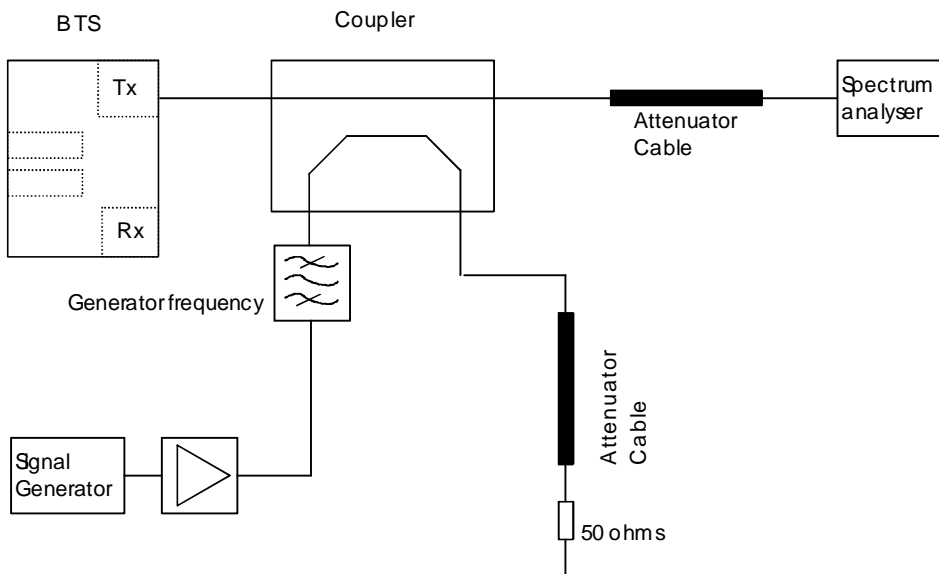 BTS
Coupler
Tx
Spectrum
analyser
Attenuator
Cable
Rx
Generator frequency
Attenuator
Cable
Signal
Generator
50 ohms